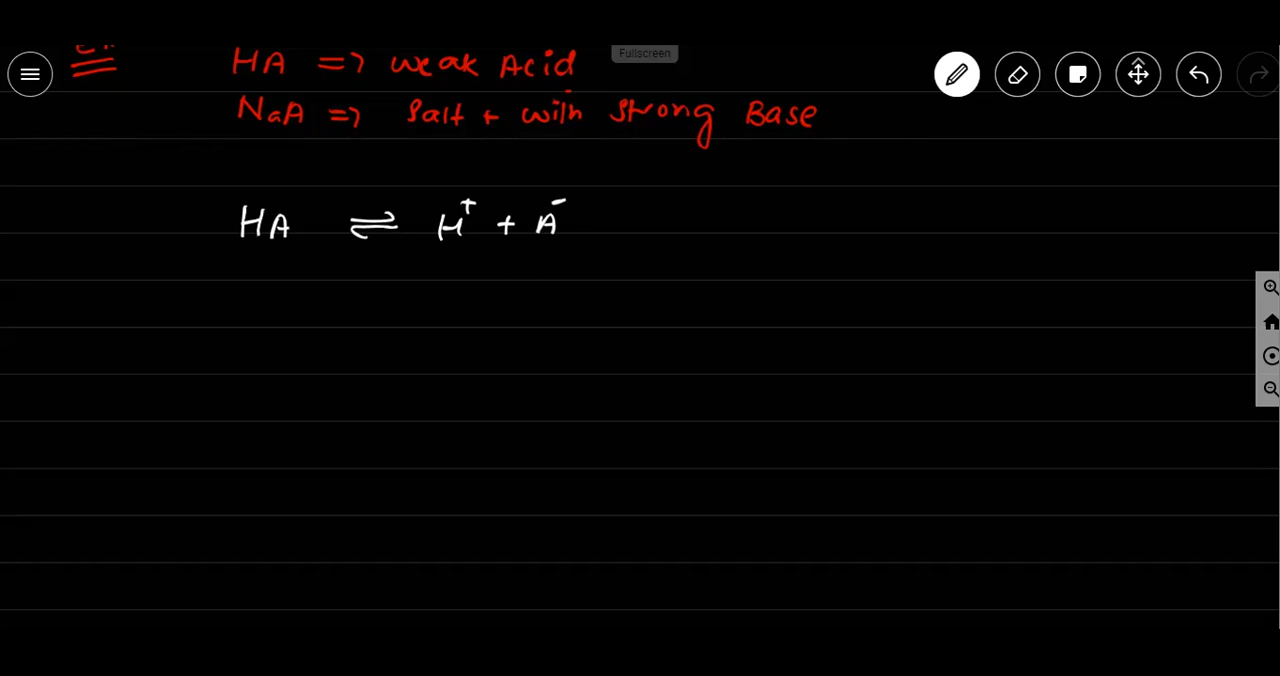 Fullscreen
HA => weak Acid
NaA => Salt + with strong Base
HA ⇌ H⁺ + A⁻